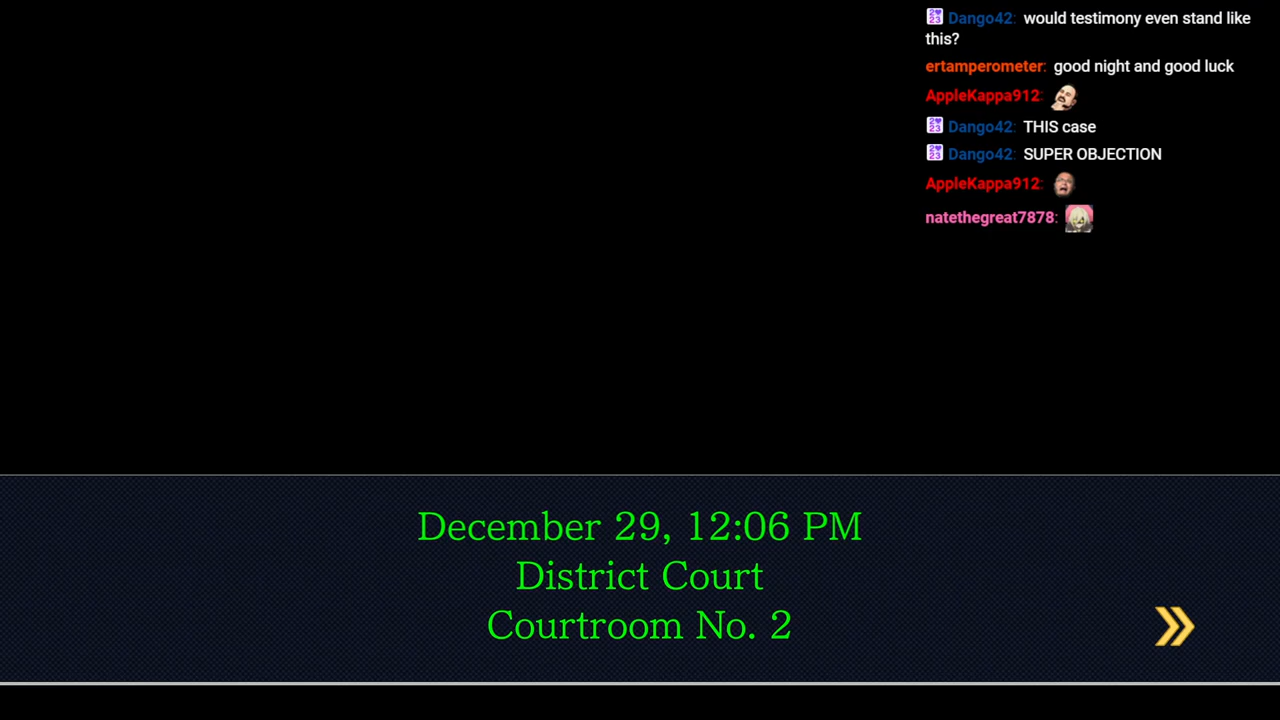 Dango42: would testimony even stand like
this?
ertamperometer: good night and good luck
AppleKappa912:
Dango42: THIS case
Dango42: SUPER OBJECTION
AppleKappa912:
natethegreat7878:
December 29, 12:06 PM
District Court
Courtroom No. 2